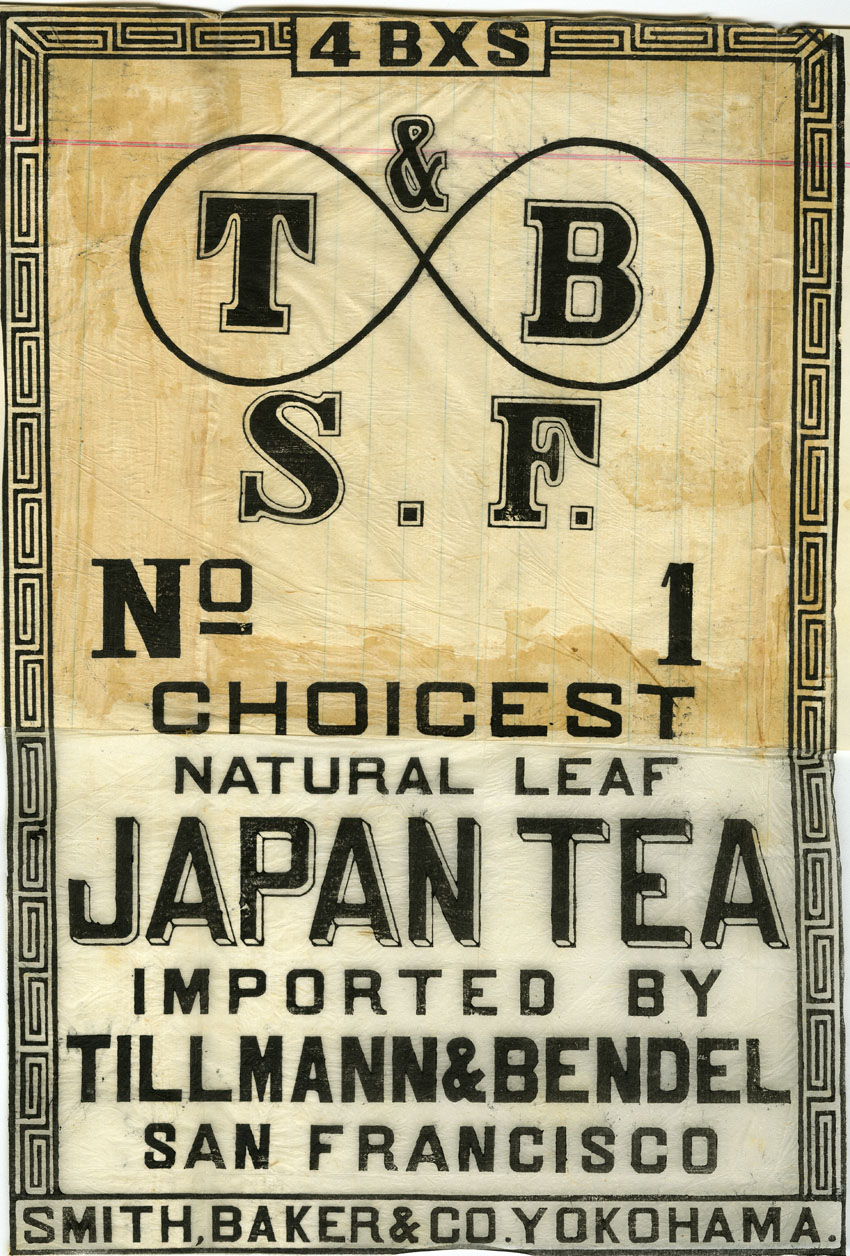 4 BXS
&
T B
S. F.
No 1
CHOICEST
NATURAL LEAF
JAPAN TEA
IMPORTED BY
TILLMANN & BENDEL
SAN FRANCISCO
SMITH, BAKER & CO. YOKOHAMA.